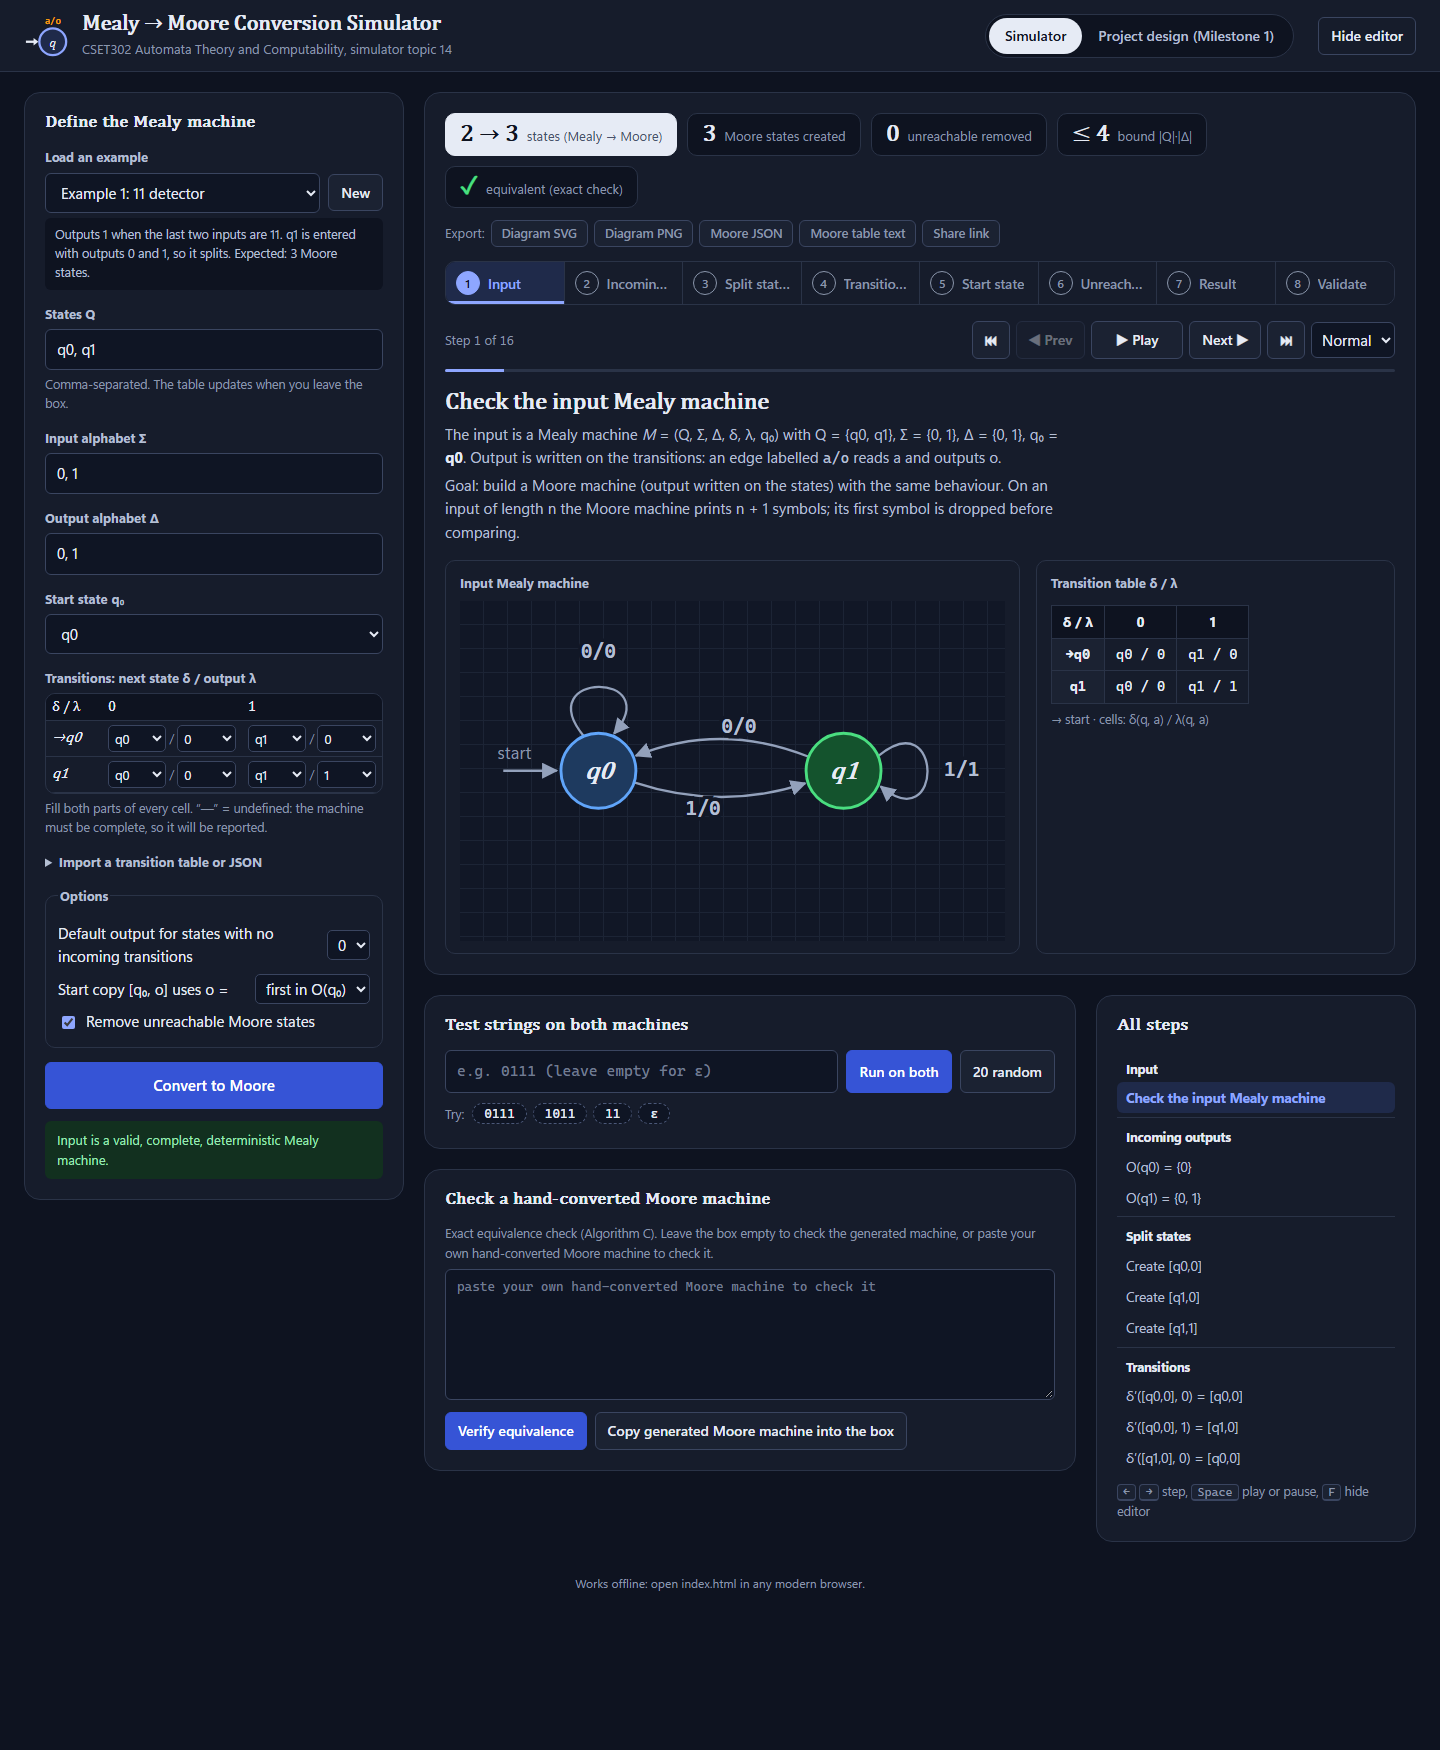 a/o
q
Mealy → Moore Conversion Simulator
CSET302 Automata Theory and Computability, simulator topic 14
Simulator
Project design (Milestone 1)
Hide editor
Define the Mealy machine
Load an example
Example 1: 11 detector
New
Outputs 1 when the last two inputs are 11. q1 is entered
with outputs 0 and 1, so it splits. Expected: 3 Moore
states.
States Q
q0, q1
Comma-separated. The table updates when you leave the
box.
Input alphabet Σ
0, 1
Output alphabet Δ
0, 1
Start state q₀
q0
Transitions: next state δ / output λ
δ / λ 0 1
→q0 q0 / 0 q1 / 0
q1 q0 / 0 q1 / 1
Fill both parts of every cell. "—" = undefined: the machine
must be complete, so it will be reported.
▶ Import a transition table or JSON
Options
Default output for states with no
incoming transitions
0
Start copy [q₀, o] uses o =
first in O(q₀)
Remove unreachable Moore states
Convert to Moore
Input is a valid, complete, deterministic Mealy
machine.
2 → 3 states (Mealy → Moore)
3 Moore states created
0 unreachable removed
≤ 4 bound |Q|·|Δ|
✓ equivalent (exact check)
Export:
Diagram SVG
Diagram PNG
Moore JSON
Moore table text
Share link
1 Input
2 Incomin...
3 Split stat...
4 Transitio...
5 Start state
6 Unreach...
7 Result
8 Validate
Step 1 of 16
⏮
◀ Prev
▶ Play
Next ▶
⏭
Normal
Check the input Mealy machine
The input is a Mealy machine M = (Q, Σ, Δ, δ, λ, q₀) with Q = {q0, q1}, Σ = {0, 1}, Δ = {0, 1}, q₀ =
q0. Output is written on the transitions: an edge labelled a/o reads a and outputs o.
Goal: build a Moore machine (output written on the states) with the same behaviour. On an
input of length n the Moore machine prints n + 1 symbols; its first symbol is dropped before
comparing.
Input Mealy machine
0/0
0/0
start
q0
q1
1/1
1/0
Transition table δ / λ
δ / λ 0 1
→q0 q0 / 0 q1 / 0
q1 q0 / 0 q1 / 1
→ start · cells: δ(q, a) / λ(q, a)
Test strings on both machines
e.g. 0111 (leave empty for ε)
Run on both
20 random
Try: 0111 1011 11 ε
Check a hand-converted Moore machine
Exact equivalence check (Algorithm C). Leave the box empty to check the generated machine, or paste your
own hand-converted Moore machine to check it.
paste your own hand-converted Moore machine to check it
Verify equivalence
Copy generated Moore machine into the box
All steps
Input
Check the input Mealy machine
Incoming outputs
O(q0) = {0}
O(q1) = {0, 1}
Split states
Create [q0,0]
Create [q1,0]
Create [q1,1]
Transitions
δ′([q0,0], 0) = [q0,0]
δ′([q0,0], 1) = [q1,0]
δ′([q1,0], 0) = [q0,0]
← → step, Space play or pause, F hide
editor
Works offline: open index.html in any modern browser.